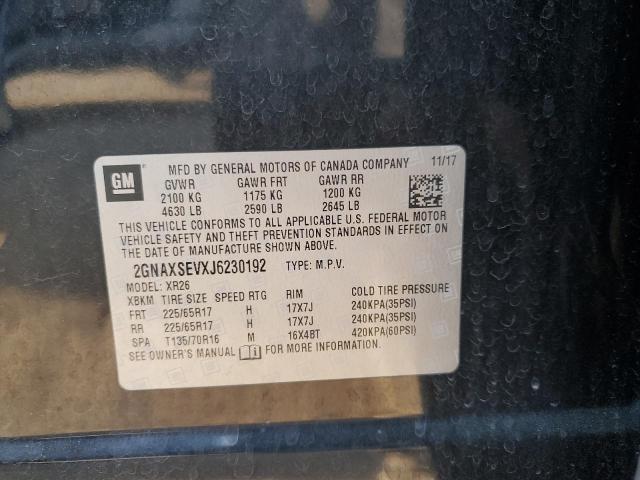 GM
MFD BY GENERAL MOTORS OF CANADA COMPANY 11/17
GVWR GAWR FRT GAWR RR
2100 KG 1175 KG 1200 KG
4630 LB 2590 LB 2645 LB
THIS VEHICLE CONFORMS TO ALL APPLICABLE U.S. FEDERAL MOTOR
VEHICLE SAFETY AND THEFT PREVENTION STANDARDS IN EFFECT ON
THE DATE OF MANUFACTURE SHOWN ABOVE.
2GNAXSEVXJ6230192 TYPE: M.P.V.
MODEL: XR26
XBKM TIRE SIZE SPEED RTG RIM COLD TIRE PRESSURE
FRT 225/65R17 H 17X7J 240KPA(35PSI)
RR 225/65R17 H 17X7J 240KPA(35PSI)
SPA T135/70R16 M 16X4BT 420KPA(60PSI)
SEE OWNER'S MANUAL FOR MORE INFORMATION.